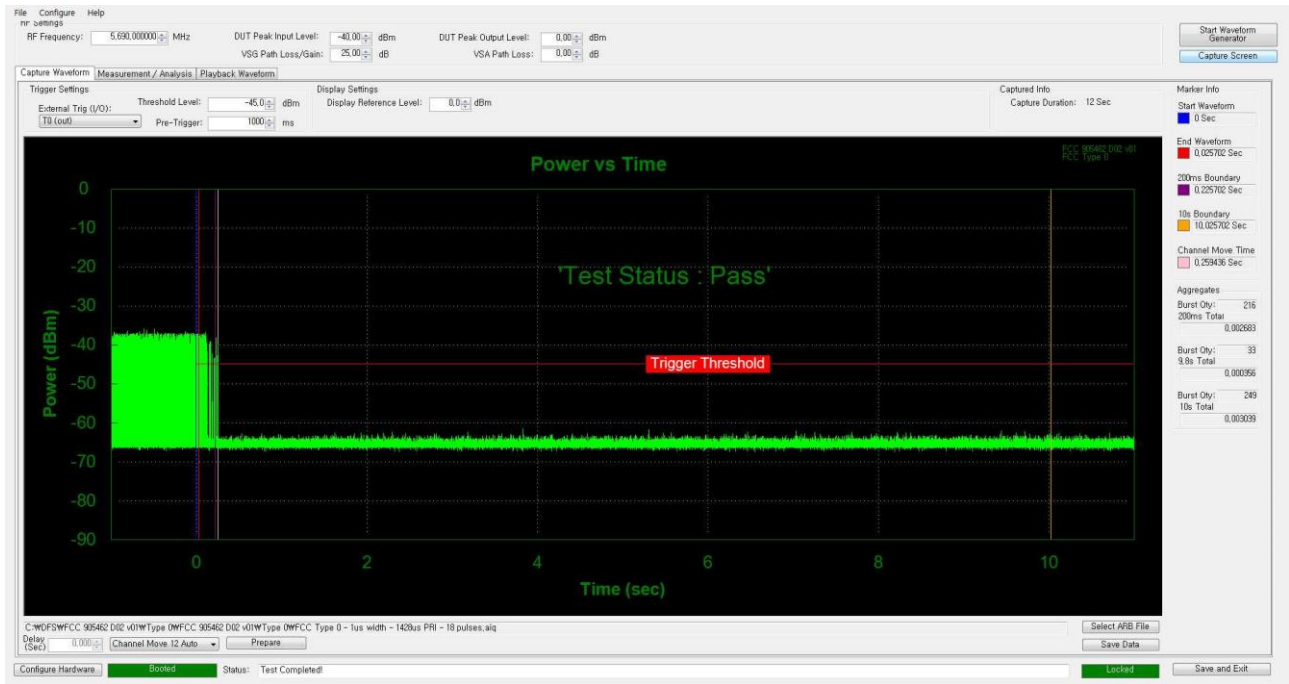 File Configure Help
RF Settings
RF Frequency: 5,690,000000 MHz DUT Peak Input Level: -40,00 dBm DUT Peak Output Level: 0,00 dBm
VSG Path Loss/Gain: 25,00 dB VSA Path Loss: 0,00 dB
Start Waveform Generator
Capture Screen
Capture Waveform Measurement / Analysis Playback Waveform
Trigger Settings
External Trig (I/O): Threshold Level: -45,0 dBm
T0 (out) Pre-Trigger: 1000 ms
Display Settings
Display Reference Level: 0,0 dBm
Captured Info
Capture Duration: 12 Sec
Marker Info
Start Waveform
0 Sec
End Waveform
0,025702 Sec
200ms Boundary
0,225702 Sec
10s Boundary
10,025702 Sec
Channel Move Time
0,259436 Sec
Aggregates
Burst Qty: 216
200ms Total
0,002683
Burst Qty: 33
9,8s Total
0,000356
Burst Qty: 249
10s Total
0,003039
FCC 905462 D02 v01
FCC Type 0
Power vs Time
'Test Status : Pass'
Trigger Threshold
Power (dBm)
0
-10
-20
-30
-40
-50
-60
-70
-80
-90
0 2 4 6 8 10
Time (sec)
C:₩DFS₩FCC 905462 D02 v01₩Type 0₩FCC 905462 D02 v01₩Type 0₩FCC Type 0 - 1us width - 1428us PRI - 18 pulses,aiq
Select ARB File
Delay (Sec) 0,000 Channel Move 12 Auto Prepare
Save Data
Configure Hardware Booted Status: Test Completed! Locked Save and Exit